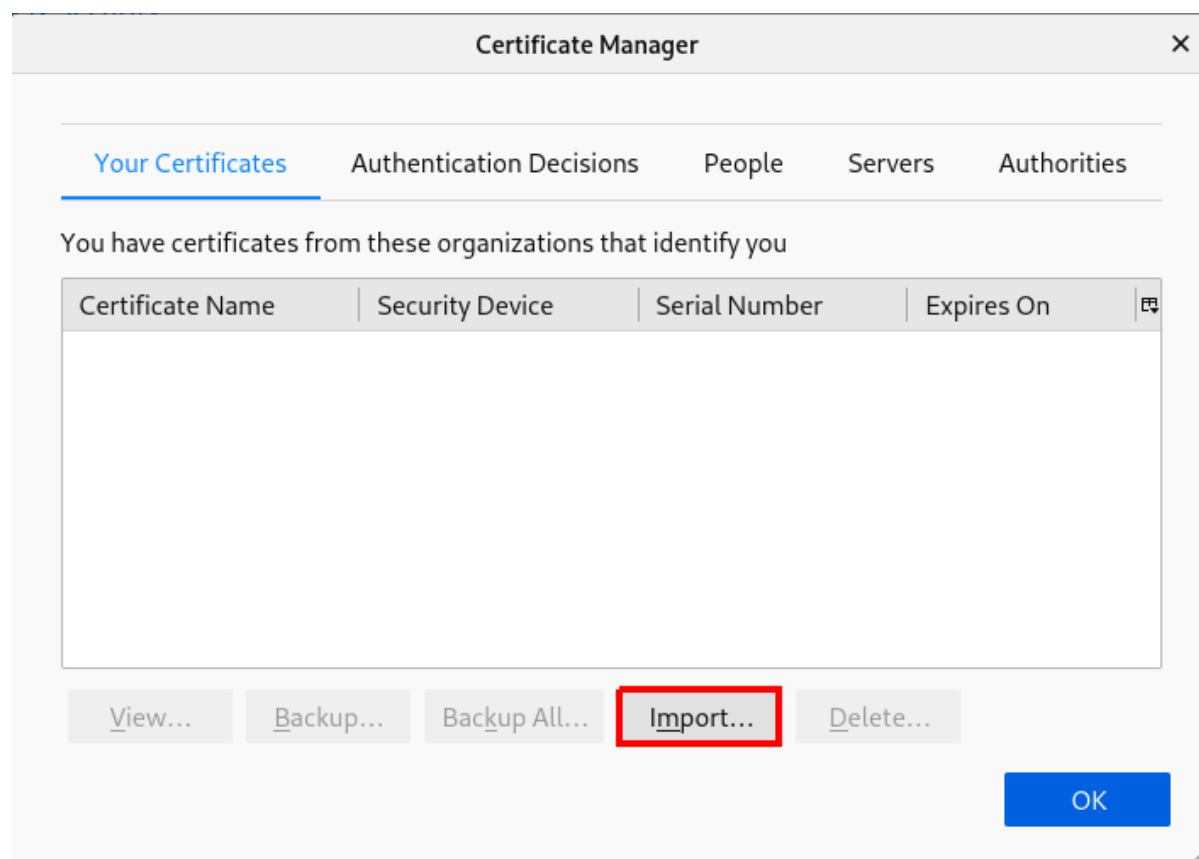 Certificate Manager
Your Certificates Authentication Decisions People Servers Authorities
You have certificates from these organizations that identify you
Certificate Name Security Device Serial Number Expires On
View... Backup... Backup All... Import... Delete...
OK